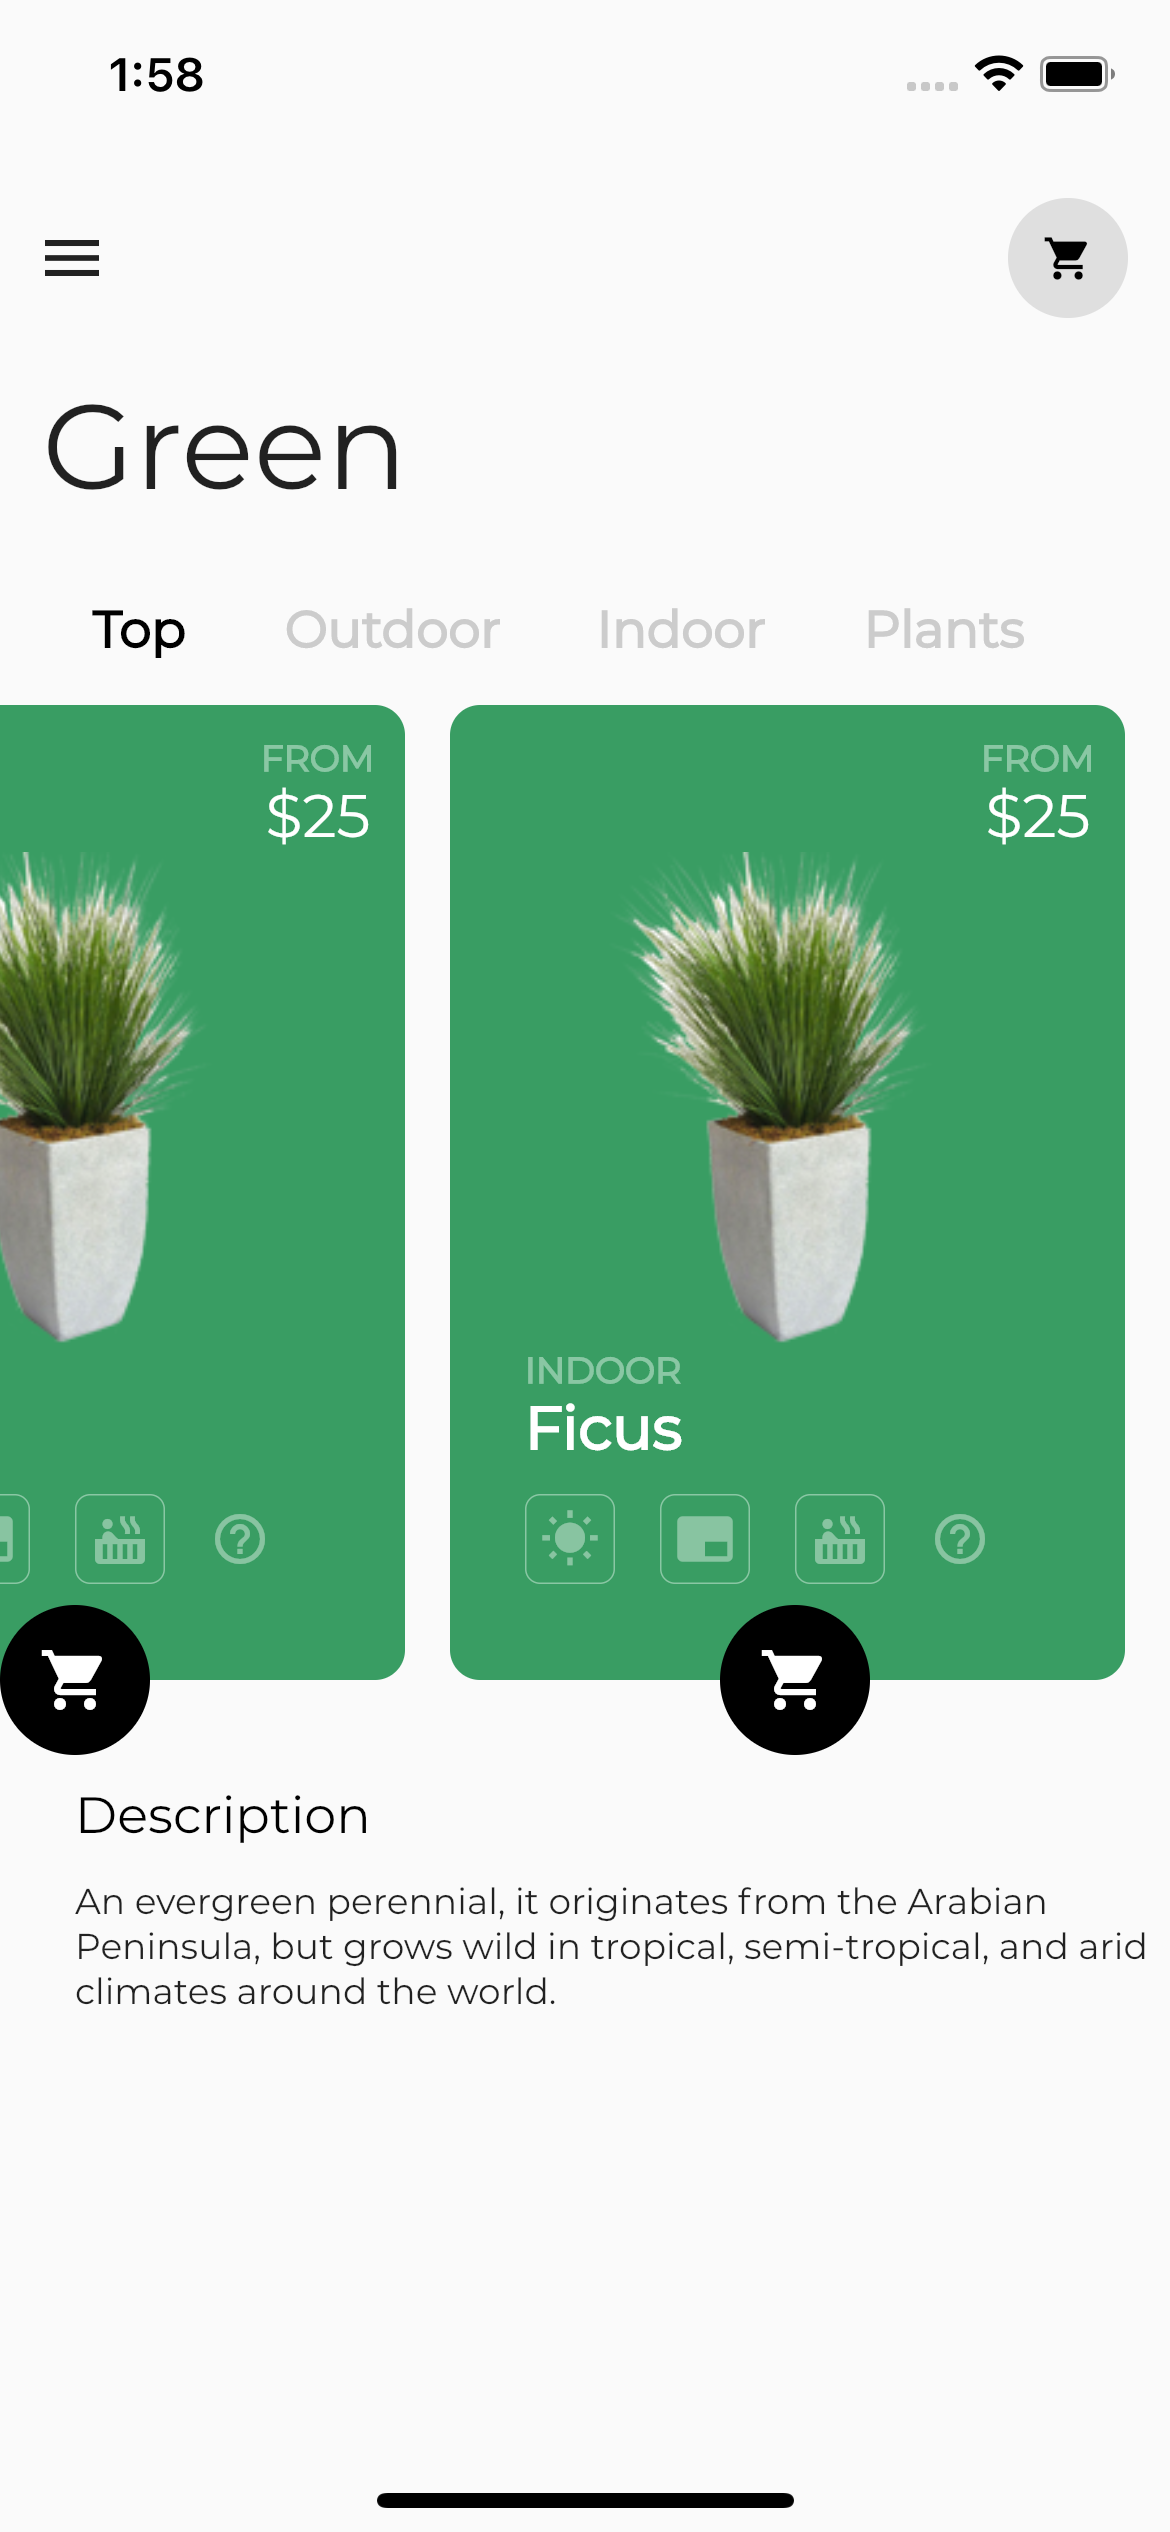 1:58
Green
Top Outdoor Indoor Plants
FROM
$25
FROM
$25
INDOOR
Ficus
Description
An evergreen perennial, it originates from the Arabian
Peninsula, but grows wild in tropical, semi-tropical, and arid
climates around the world.